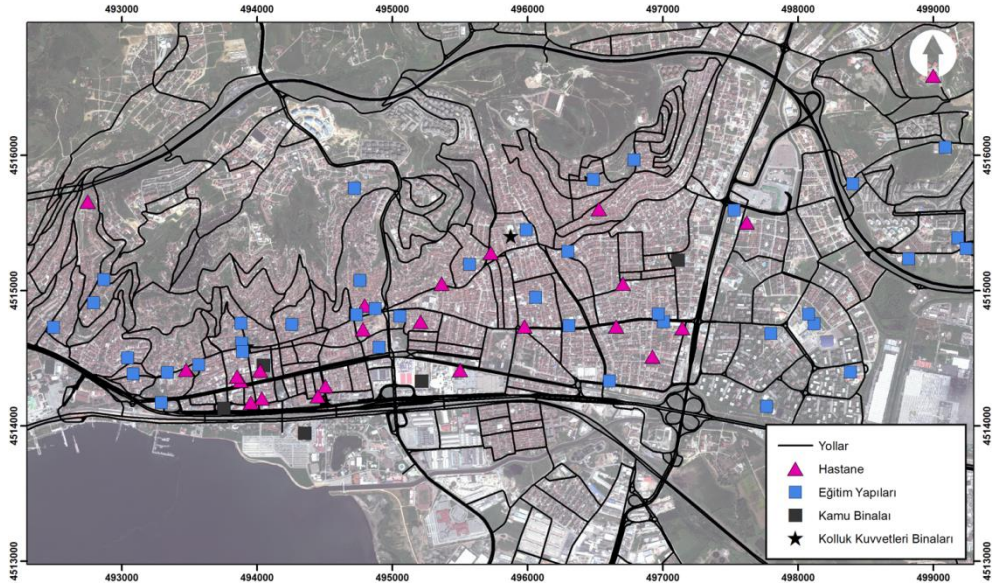 493000 494000 495000 496000 497000 498000 499000
4516000 4516000
4515000 4515000
4514000 4514000
4513000 4513000
Yollar
Hastane
Eğitim Yapıları
Kamu Binalaı
Kolluk Kuvvetleri Binaları
493000 494000 495000 496000 497000 498000 499000